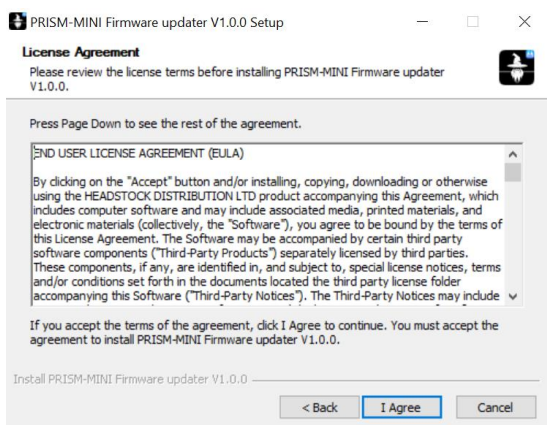 PRISM-MINI Firmware updater V1.0.0 Setup
License Agreement
Please review the license terms before installing PRISM-MINI Firmware updater
V1.0.0.
Press Page Down to see the rest of the agreement.
END USER LICENSE AGREEMENT (EULA)
By clicking on the "Accept" button and/or installing, copying, downloading or otherwise
using the HEADSTOCK DISTRIBUTION LTD product accompanying this Agreement, which
includes computer software and may include associated media, printed materials, and
electronic materials (collectively, the "Software"), you agree to be bound by the terms of
this License Agreement. The Software may be accompanied by certain third party
software components ("Third-Party Products") separately licensed by third parties.
These components, if any, are identified in, and subject to, special license notices, terms
and/or conditions set forth in the documents located the third party license folder
accompanying this Software ("Third-Party Notices"). The Third-Party Notices may include
If you accept the terms of the agreement, click I Agree to continue. You must accept the
agreement to install PRISM-MINI Firmware updater V1.0.0.
Install PRISM-MINI Firmware updater V1.0.0
< Back I Agree Cancel